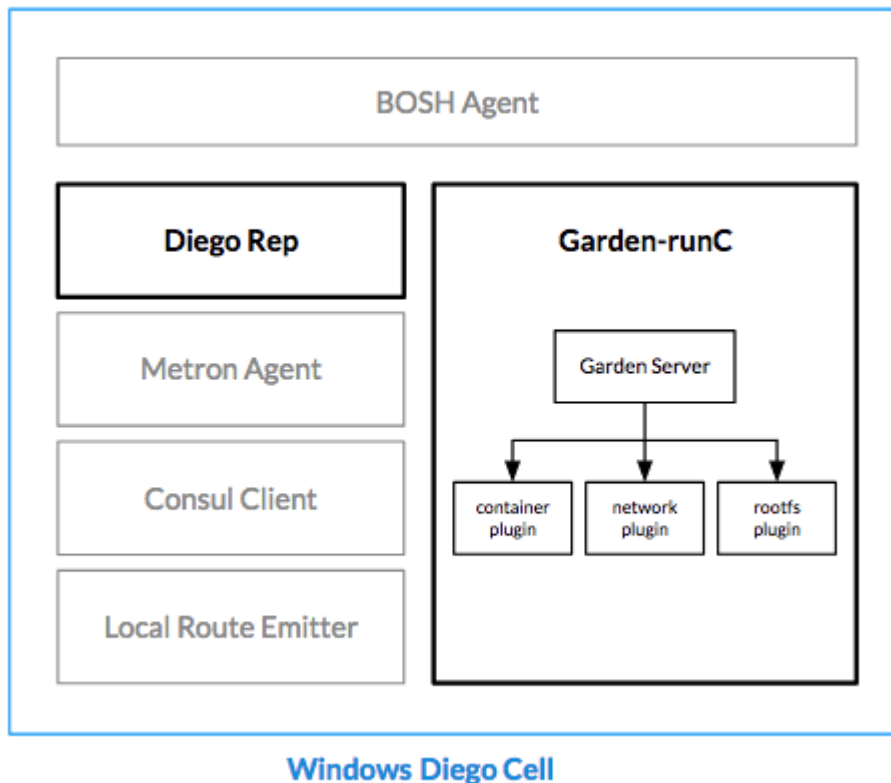 BOSH Agent
Diego Rep
Metron Agent
Consul Client
Local Route Emitter
Garden-runC
Garden Server
container
plugin
network
plugin
rootfs
plugin
Windows Diego Cell